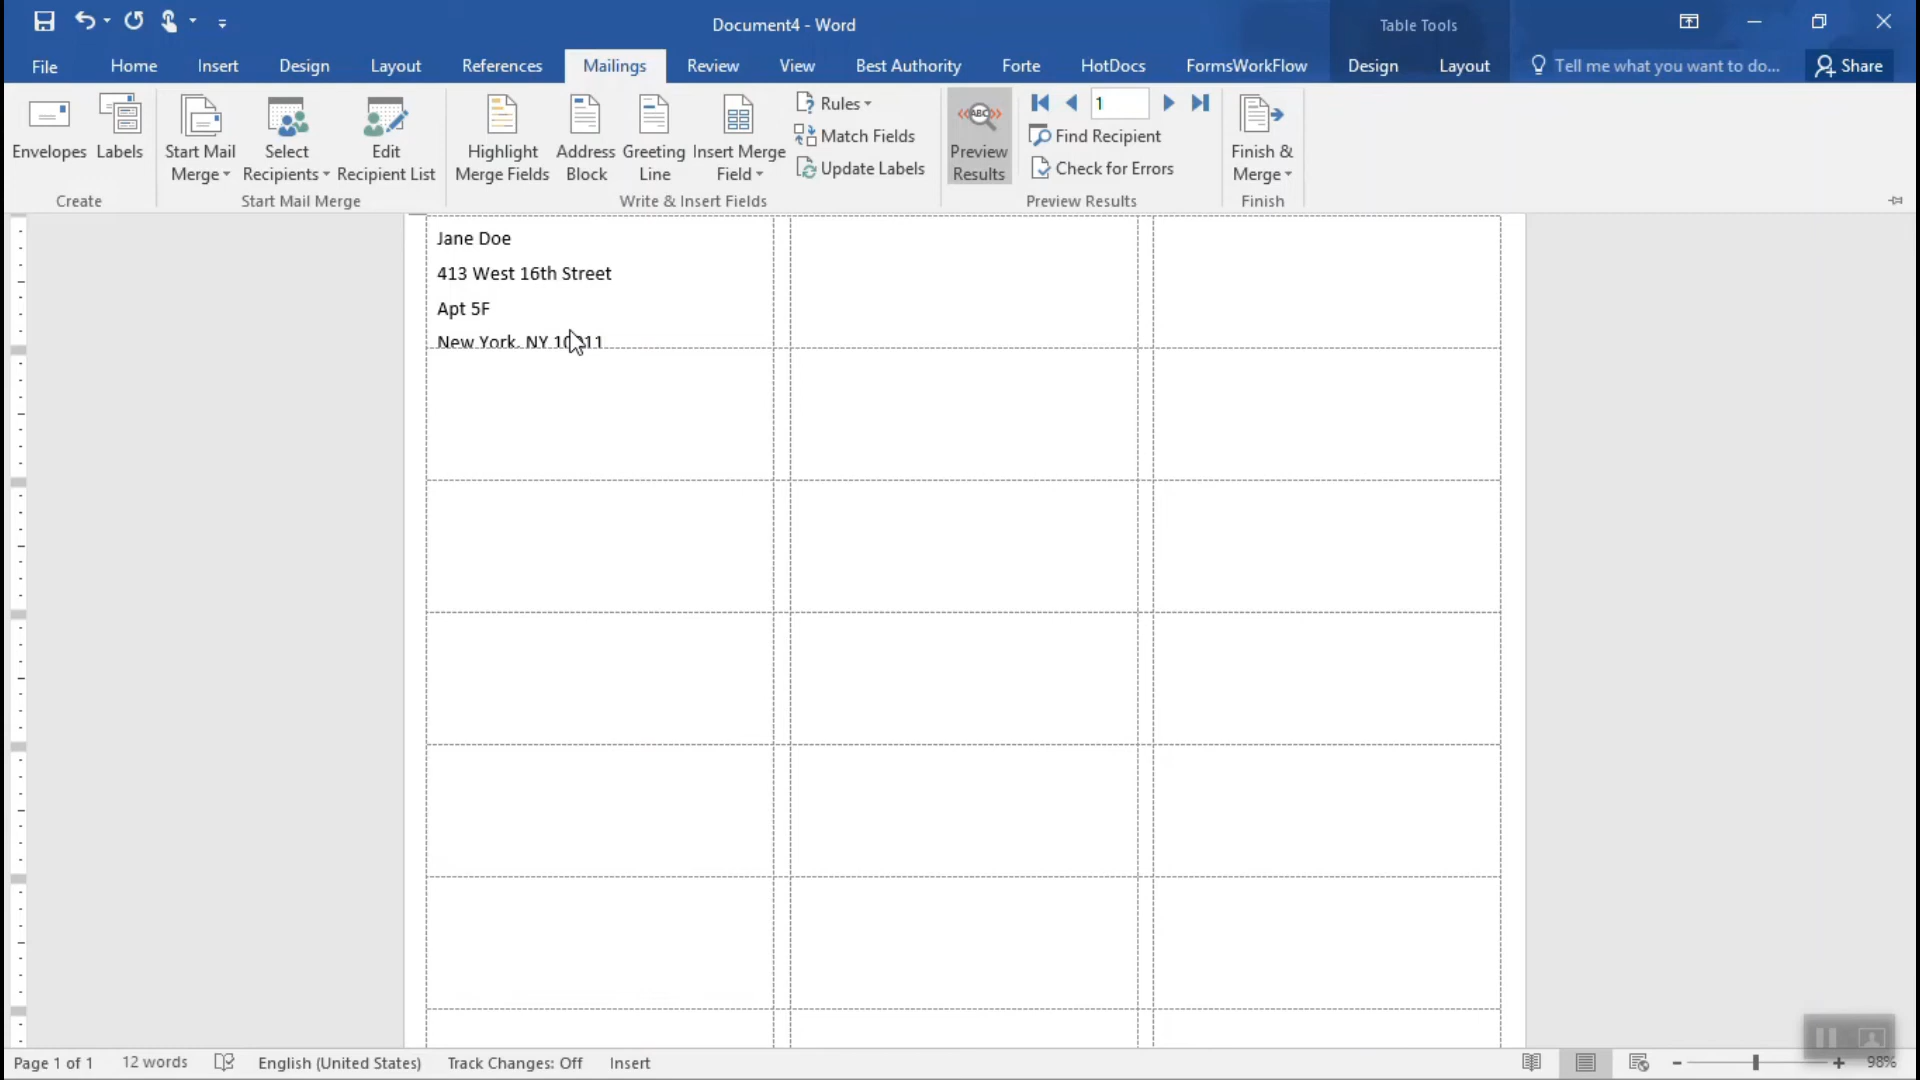 Document4 - Word
Table Tools
File
Home
Insert
Design
Layout
References
Mailings
Review
View
Best Authority
Forte
HotDocs
FormsWorkFlow
Design
Layout
Tell me what you want to do...
Share
Envelopes
Labels
Start Mail
Merge
Select
Recipients
Edit
Recipient List
Highlight
Merge Fields
Address
Block
Greeting
Line
Insert Merge
Field
Rules
Match Fields
Update Labels
«ABC»
Preview
Results
1
Find Recipient
Check for Errors
Finish &
Merge
Create
Start Mail Merge
Write & Insert Fields
Preview Results
Finish
Jane Doe
413 West 16th Street
Apt 5F
New York, NY
Page 1 of 1
12 words
English (United States)
Track Changes: Off
Insert
98%